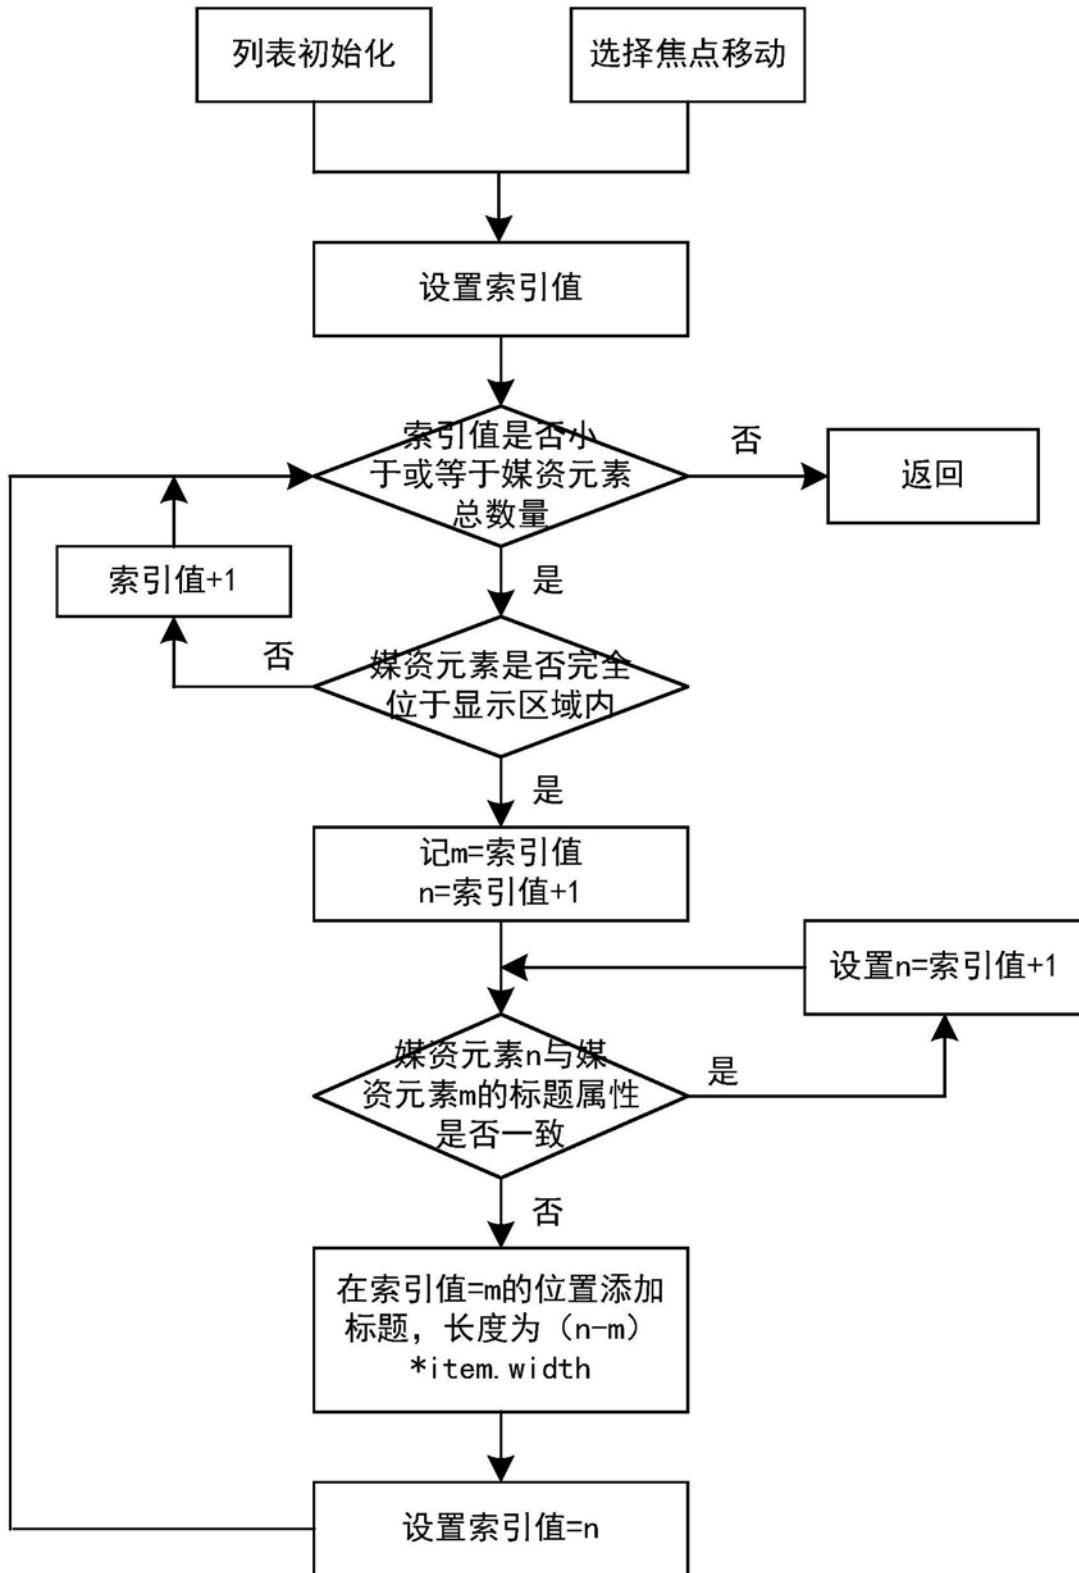 列表初始化
选择焦点移动
设置索引值
索引值是否小
于或等于媒资元素
总数量
否
返回
索引值+1
是
否
媒资元素是否完全
位于显示区域内
是
记m=索引值
n=索引值+1
设置n=索引值+1
媒资元素n与媒
资元素m的标题属性
是否一致
是
否
在索引值=m的位置添加
标题，长度为（n-m）
*item.width
设置索引值=n